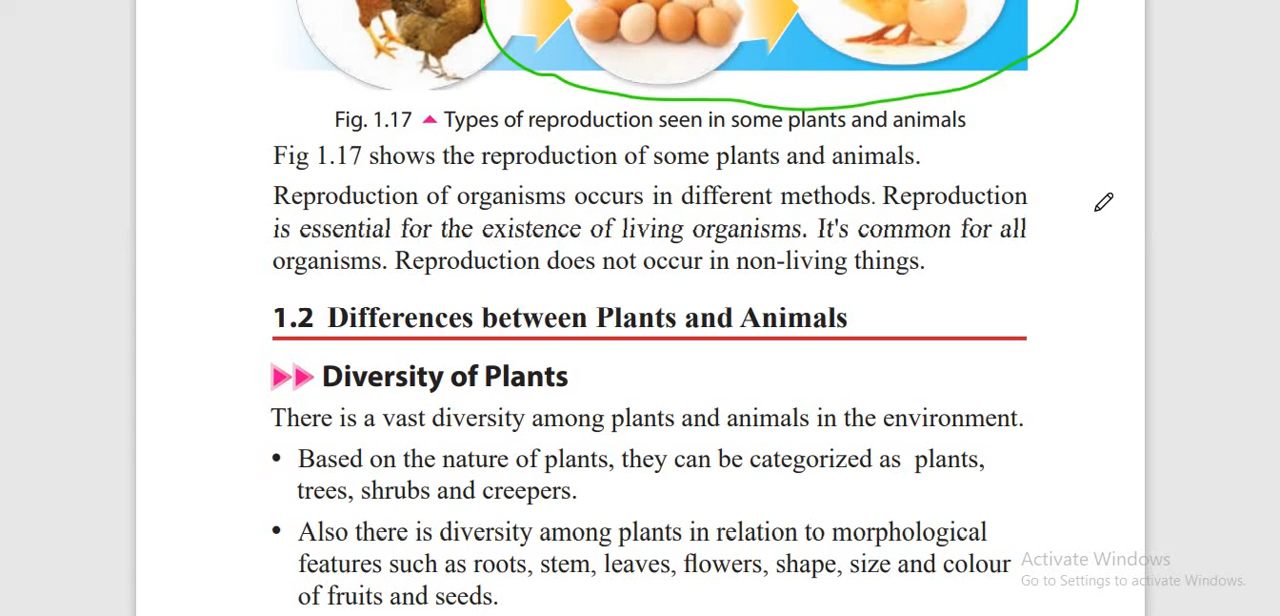 Fig. 1.17 ▲ Types of reproduction seen in some plants and animals
Fig 1.17 shows the reproduction of some plants and animals.
Reproduction of organisms occurs in different methods. Reproduction
is essential for the existence of living organisms. It's common for all
organisms. Reproduction does not occur in non-living things.
1.2 Differences between Plants and Animals
Diversity of Plants
There is a vast diversity among plants and animals in the environment.
• Based on the nature of plants, they can be categorized as plants,
trees, shrubs and creepers.
• Also there is diversity among plants in relation to morphological
features such as roots, stem, leaves, flowers, shape, size and colour
of fruits and seeds.
Activate Windows
Go to Settings to activate Windows.